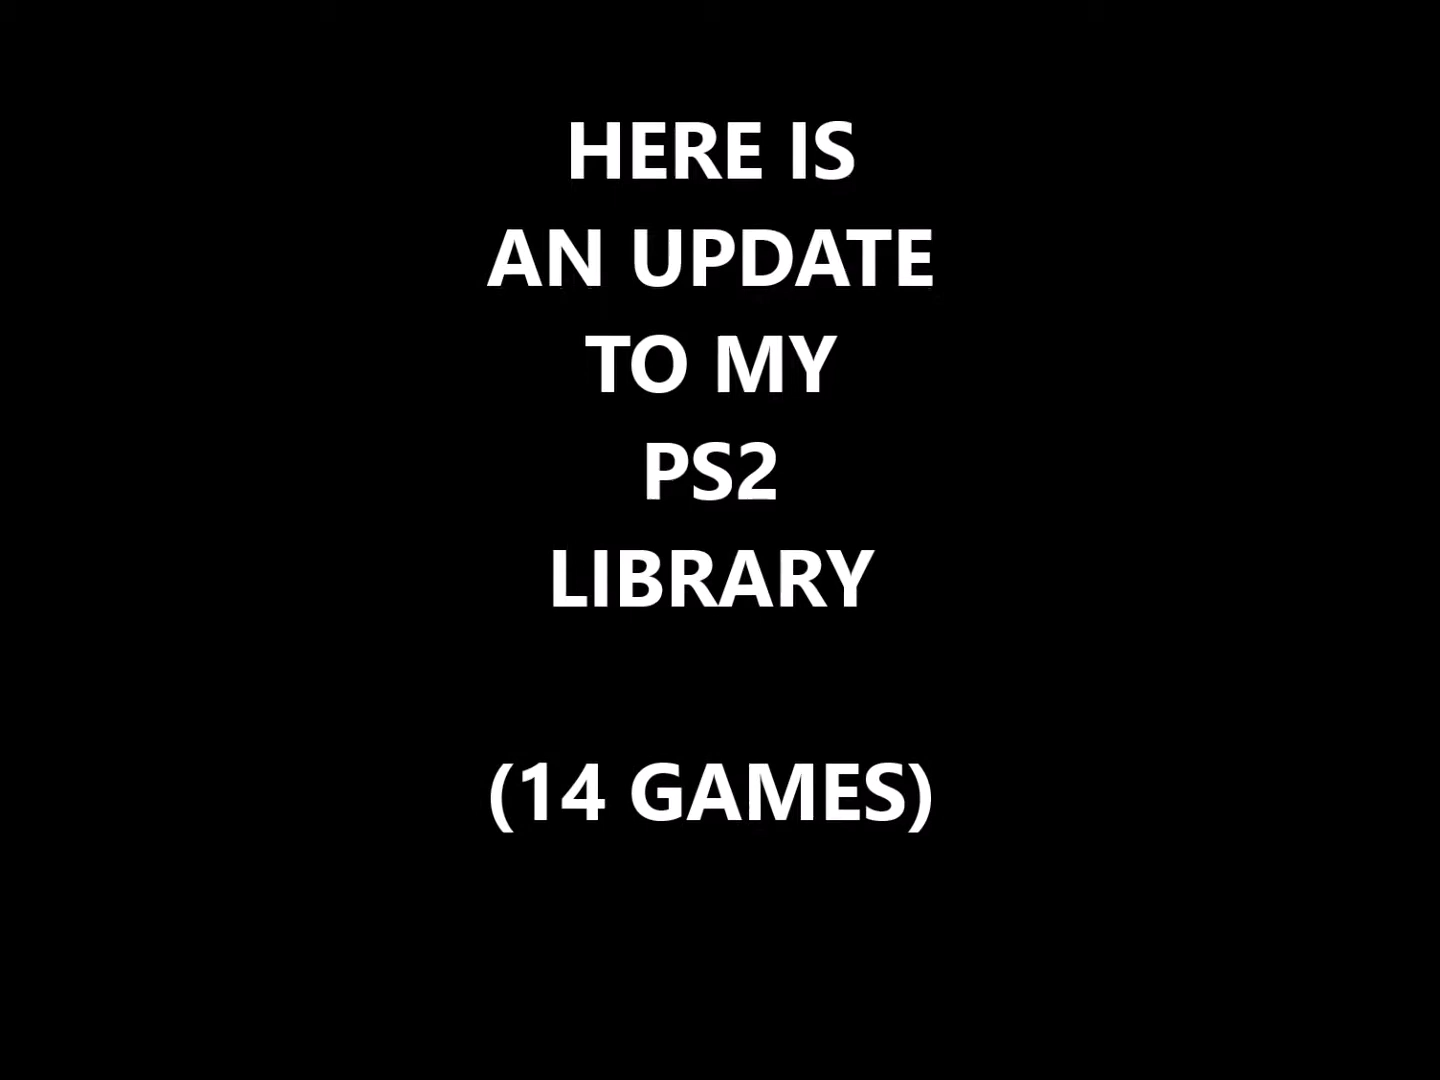 HERE IS
AN UPDATE
TO MY
PS2
LIBRARY
(14 GAMES)